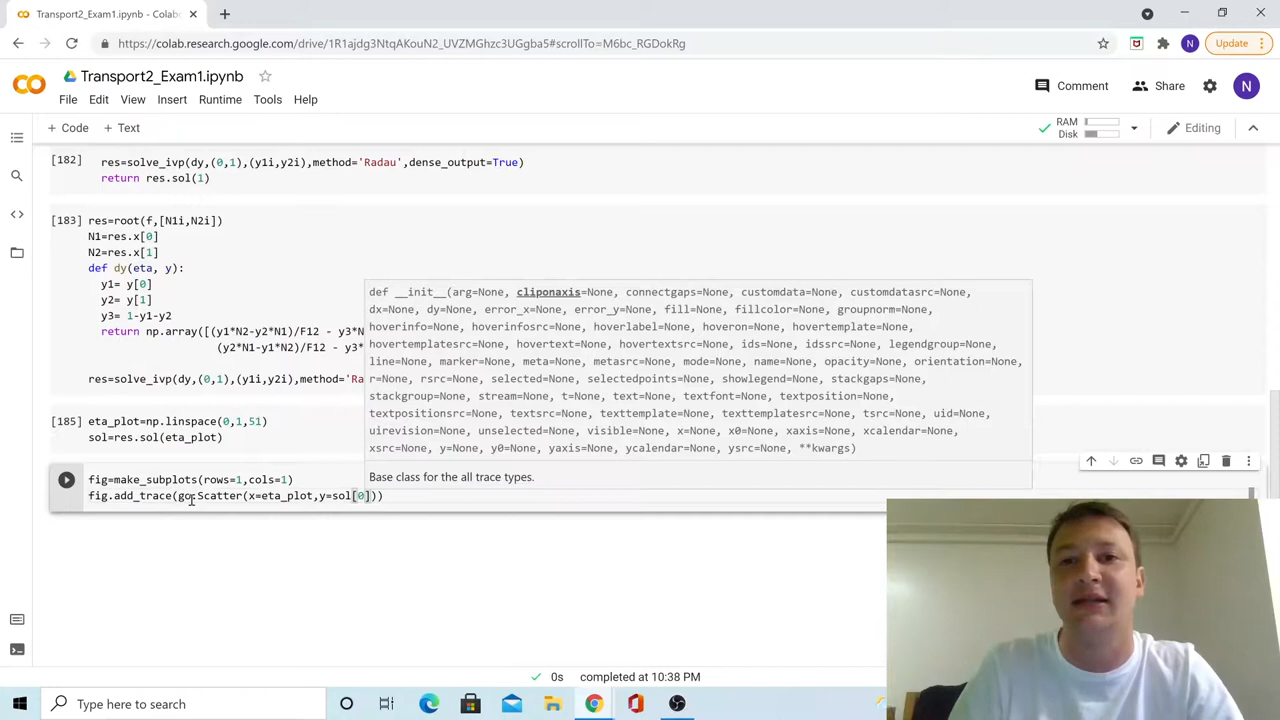 Transport2_Exam1.ipynb - Colab
https://colab.research.google.com/drive/1R1ajdg3NtqAKouN2_UVZMGhzc3UGgba5#scrollTo=M6bc_RGDokRg
N
Update
Transport2_Exam1.ipynb
File Edit View Insert Runtime Tools Help
Comment
Share
N
+ Code + Text
RAM
Disk
Editing
[182] res=solve_ivp(dy,(0,1),(y1i,y2i),method='Radau',dense_output=True)
return res.sol(1)
[183] res=root(f,[N1i,N2i])
N1=res.x[0]
N2=res.x[1]
def dy(eta, y):
y1= y[0]
y2= y[1]
y3= 1-y1-y2
return np.array([(y1*N2-y2*N1)/F12 - y3*N
(y2*N1-y1*N2)/F12 - y3*
res=solve_ivp(dy,(0,1),(y1i,y2i),method='Ra
def __init__(arg=None, cliponaxis=None, connectgaps=None, customdata=None, customdatasrc=None,
dx=None, dy=None, error_x=None, error_y=None, fill=None, fillcolor=None, groupnorm=None,
hoverinfo=None, hoverinfosrc=None, hoverlabel=None, hoveron=None, hovertemplate=None,
hovertemplatesrc=None, hovertext=None, hovertextsrc=None, ids=None, idssrc=None, legendgroup=None,
line=None, marker=None, meta=None, metasrc=None, mode=None, name=None, opacity=None, orientation=None,
r=None, rsrc=None, selected=None, selectedpoints=None, showlegend=None, stackgaps=None,
stackgroup=None, stream=None, t=None, text=None, textfont=None, textposition=None,
textpositionsrc=None, textsrc=None, texttemplate=None, texttemplatesrc=None, tsrc=None, uid=None,
uirevision=None, unselected=None, visible=None, x=None, x0=None, xaxis=None, xcalendar=None,
xsrc=None, y=None, y0=None, yaxis=None, ycalendar=None, ysrc=None, **kwargs)
Base class for the all trace types.
[185] eta_plot=np.linspace(0,1,51)
sol=res.sol(eta_plot)
fig=make_subplots(rows=1,cols=1)
fig.add_trace(go.Scatter(x=eta_plot,y=sol[0]))
0s completed at 10:38 PM
Type here to search